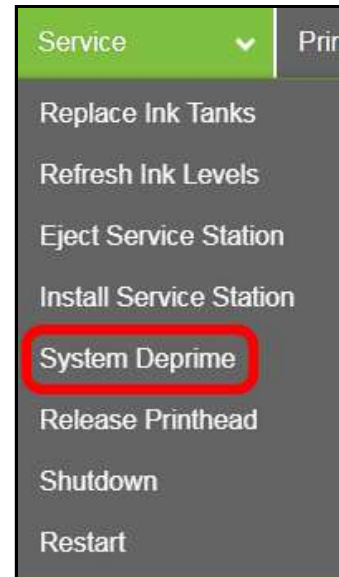 Service Prin
Replace Ink Tanks
Refresh Ink Levels
Eject Service Station
Install Service Station
System Deprime
Release Printhead
Shutdown
Restart